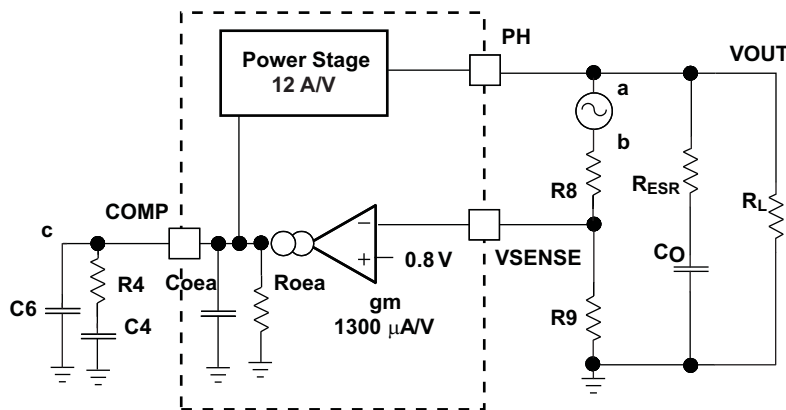 PH
VOUT
Power Stage
12 A/V
a
b
R8
RESR
RL
COMP
VSENSE
c
−
+
0.8 V
CO
Coea
Roea
R4
C6
C4
gm
1300 µA/V
R9